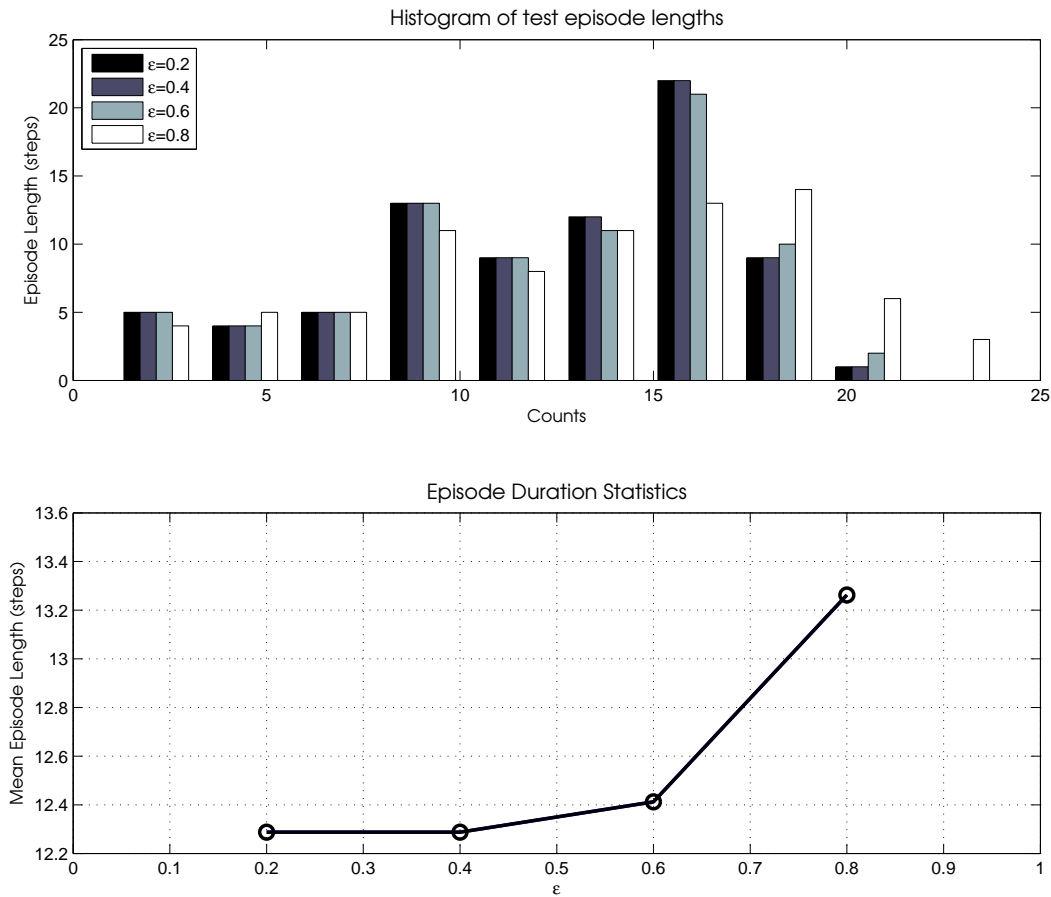 Histogram of test episode lengths
25
20
15
10
5
0
Episode Length (steps)
ε=0.2
ε=0.4
ε=0.6
ε=0.8
0 5 10 15 20 25
Counts
Episode Duration Statistics
13.6
13.4
13.2
13
12.8
12.6
12.4
12.2
Mean Episode Length (steps)
0 0.1 0.2 0.3 0.4 0.5 0.6 0.7 0.8 0.9 1
ε